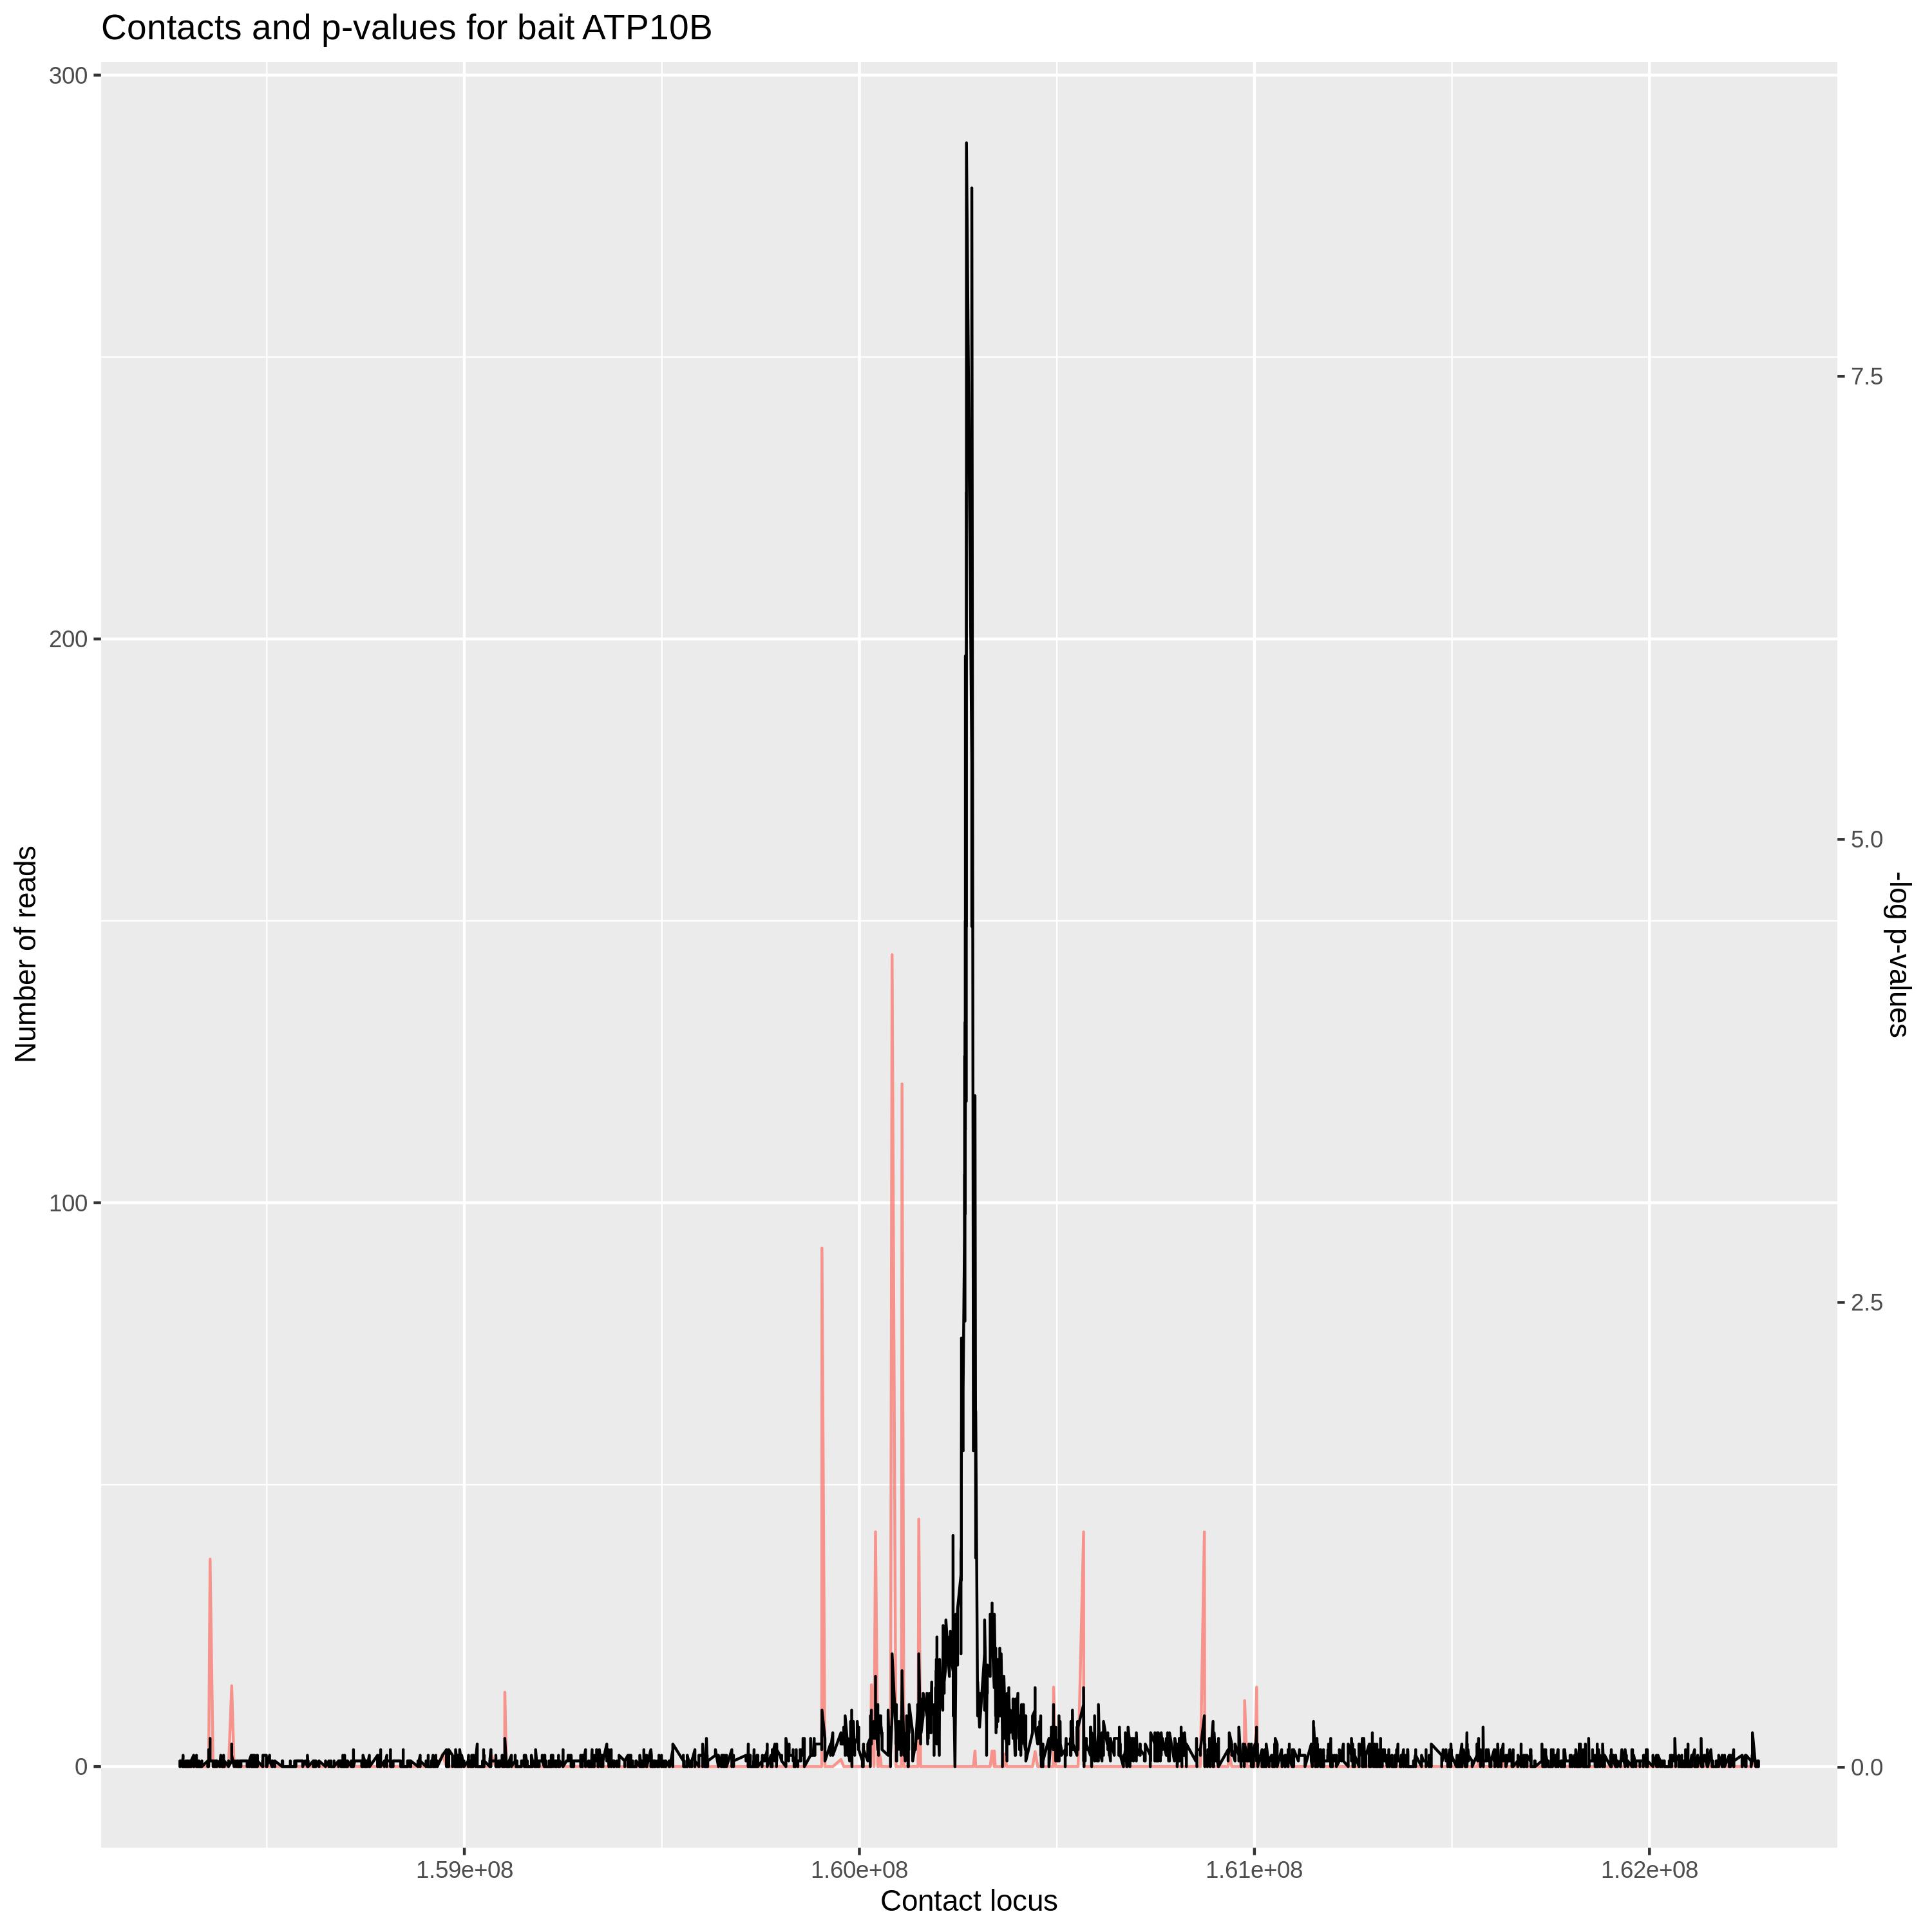 Contacts and p-values for bait ATP10B
300
200
100
0
Number of reads
7.5
5.0
2.5
0.0
-log p-values
1.59e+08
1.60e+08
1.61e+08
1.62e+08
Contact locus